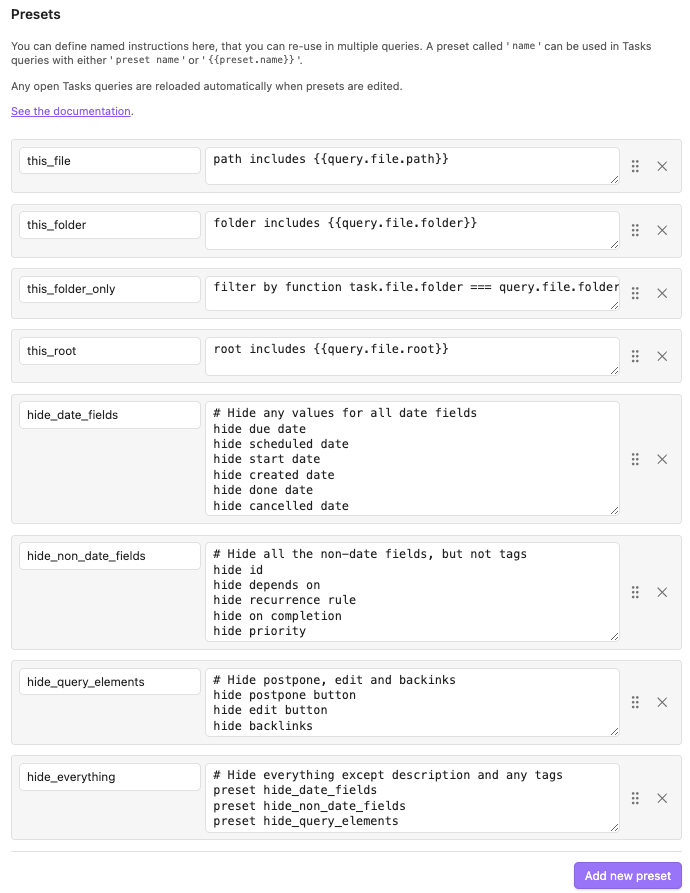 Presets
You can define named instructions here, that you can re-use in multiple queries. A preset called 'name' can be used in Tasks
queries with either 'preset name' or '{{preset.name}}'.
Any open Tasks queries are reloaded automatically when presets are edited.
See the documentation.
this_file
path includes {{query.file.path}}
this_folder
folder includes {{query.file.folder}}
this_folder_only
filter by function task.file.folder === query.file.folder
this_root
root includes {{query.file.root}}
hide_date_fields
# Hide any values for all date fields
hide due date
hide scheduled date
hide start date
hide created date
hide done date
hide cancelled date
hide_non_date_fields
# Hide all the non-date fields, but not tags
hide id
hide depends on
hide recurrence rule
hide on completion
hide priority
hide_query_elements
# Hide postpone, edit and backinks
hide postpone button
hide edit button
hide backlinks
hide_everything
# Hide everything except description and any tags
preset hide_date_fields
preset hide_non_date_fields
preset hide_query_elements
Add new preset